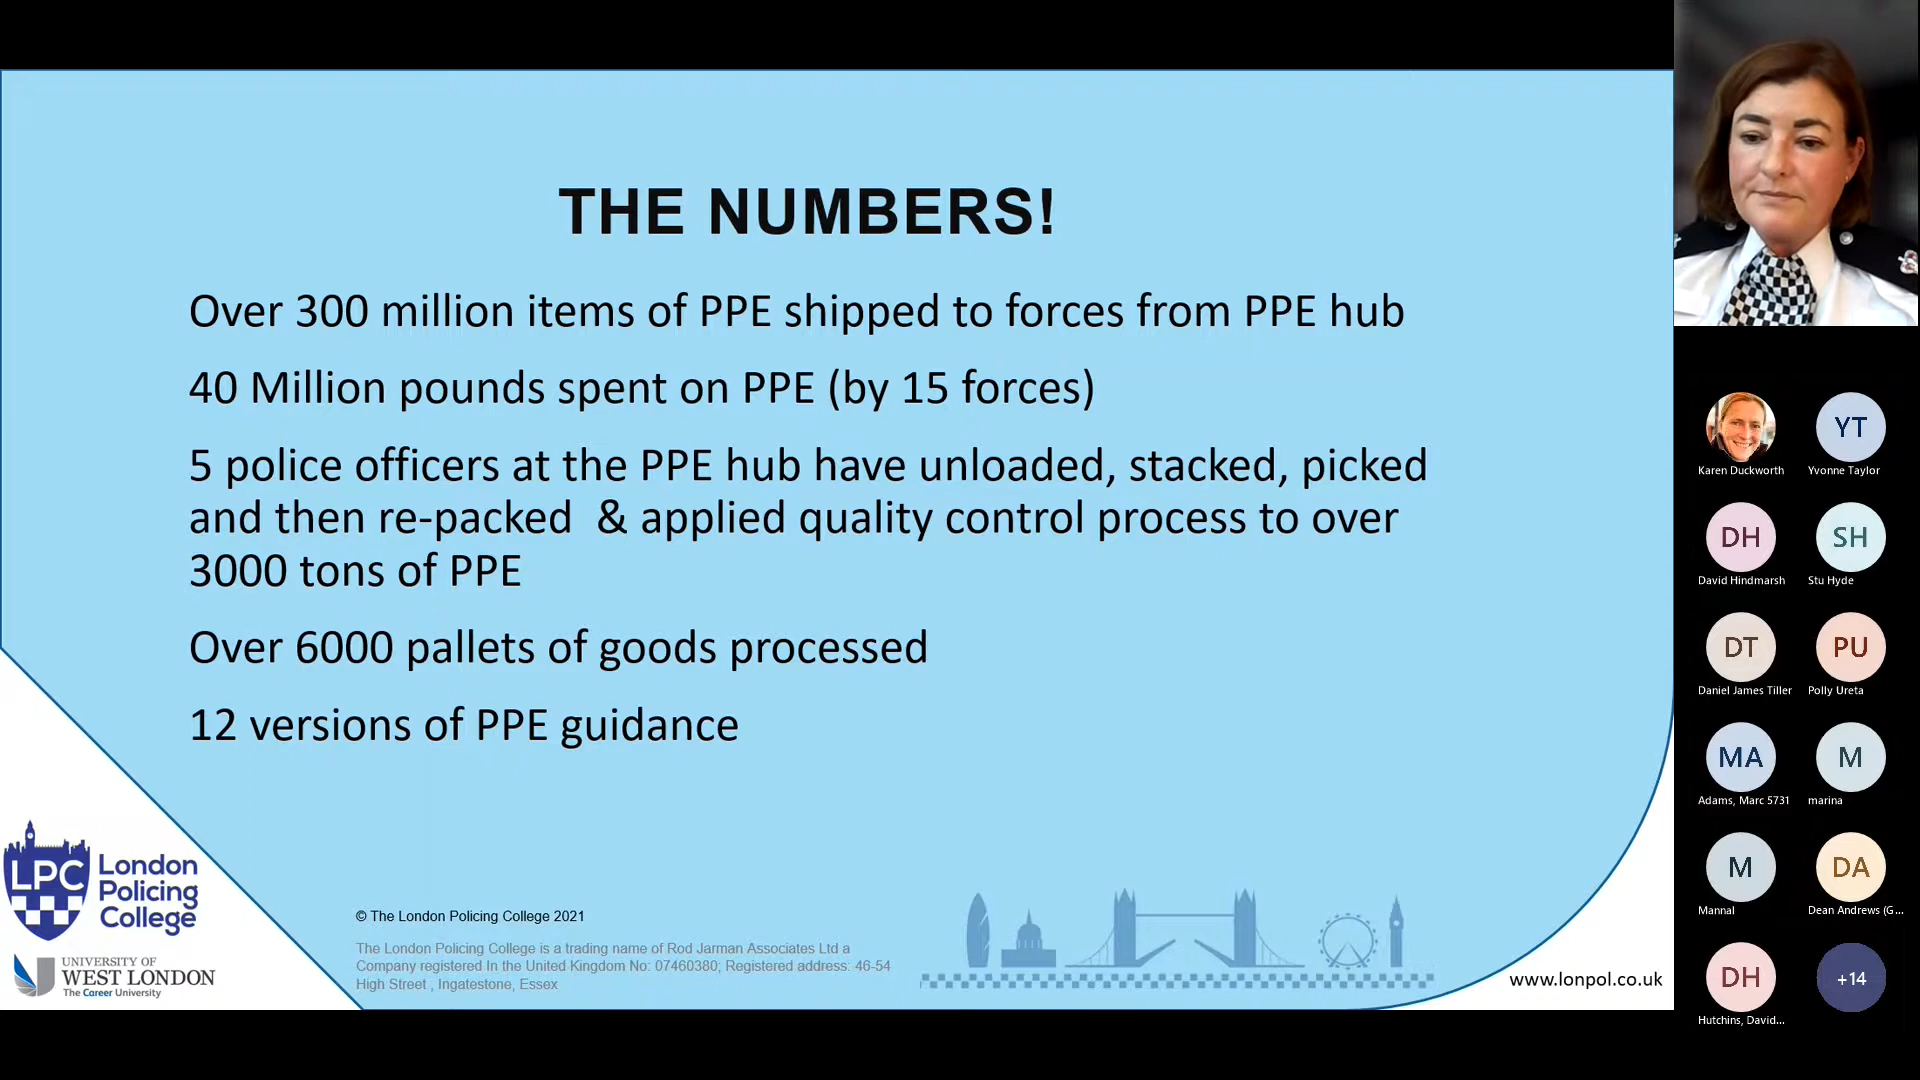 THE NUMBERS!
Over 300 million items of PPE shipped to forces from PPE hub
40 Million pounds spent on PPE (by 15 forces)
5 police officers at the PPE hub have unloaded, stacked, picked
and then re-packed & applied quality control process to over
3000 tons of PPE
Over 6000 pallets of goods processed
12 versions of PPE guidance
LPC
London
Policing
College
UNIVERSITY OF
WEST LONDON
The Career University
© The London Policing College 2021
The London Policing College is a trading name of Rod Jarman Associates Ltd a
Company registered In the United Kingdom No: 07460380; Registered address: 46-54
High Street , Ingatestone, Essex
www.lonpol.co.uk
YT
Karen Duckworth
Yvonne Taylor
DH
SH
David Hindmarsh
Stu Hyde
DT
PU
Daniel James Tiller
Polly Ureta
MA
M
Adams, Marc 5731
marina
M
DA
Mannal
Dean Andrews (G...
DH
+14
Hutchins, David...